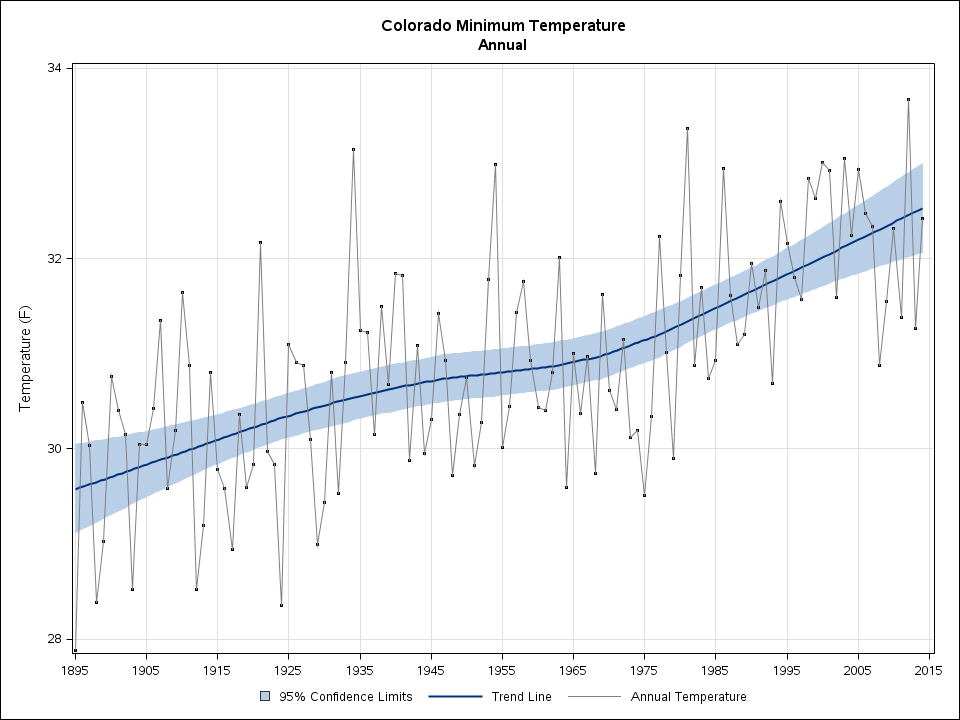 Colorado Minimum Temperature
Annual
Temperature (F)
34
32
30
28
1895 1905 1915 1925 1935 1945 1955 1965 1975 1985 1995 2005 2015
95% Confidence Limits Trend Line Annual Temperature